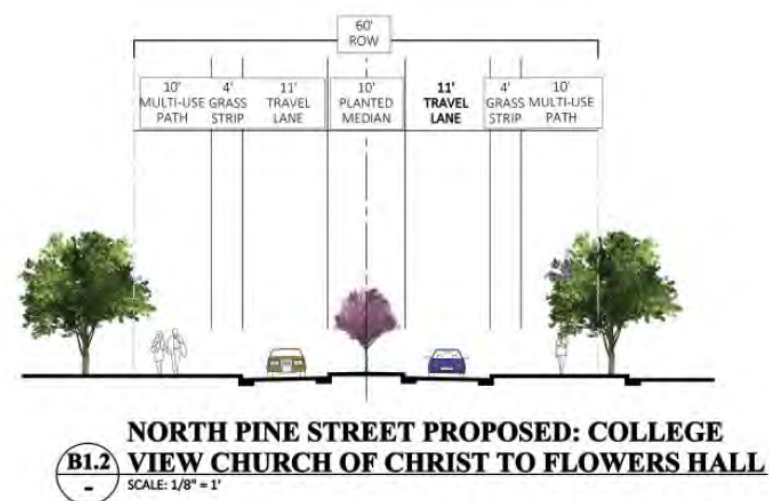 60'
ROW
10'
MULTI-USE
PATH
4'
GRASS
STRIP
11'
TRAVEL
LANE
10'
PLANTED
MEDIAN
11'
TRAVEL
LANE
4'
GRASS
STRIP
10'
MULTI-USE
PATH
B1.2
-
NORTH PINE STREET PROPOSED: COLLEGE
VIEW CHURCH OF CHRIST TO FLOWERS HALL
SCALE: 1/8" = 1'